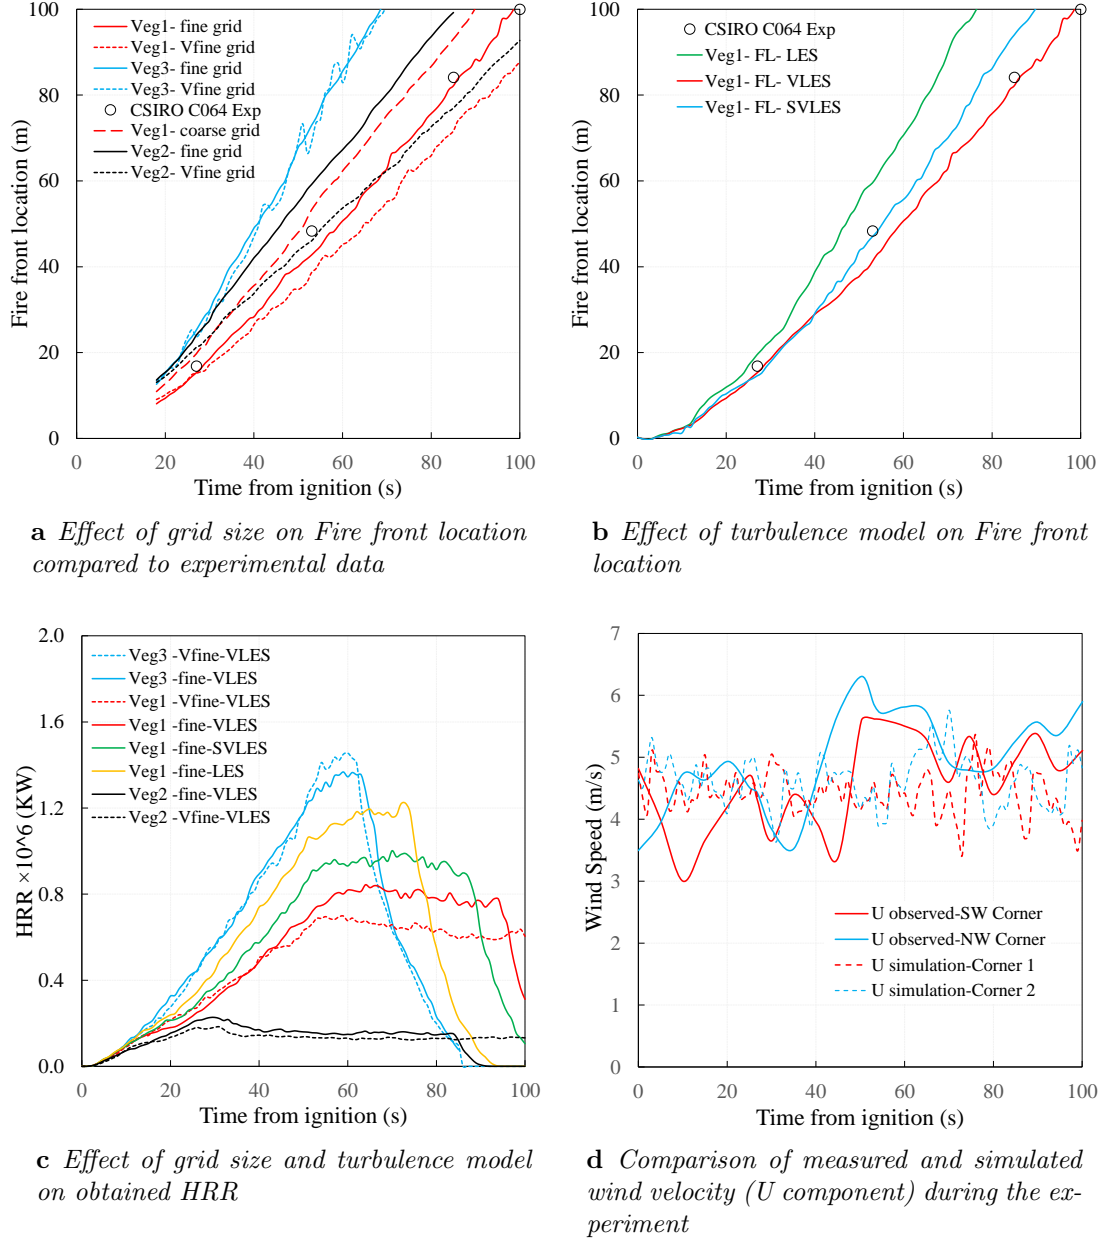 100
80
60
40
20
0
Fire front location (m)
Veg1- fine grid
Veg1- Vfine grid
Veg3- fine grid
Veg3- Vfine grid
CSIRO C064 Exp
Veg1- coarse grid
Veg2- fine grid
Veg2- Vfine grid
0 20 40 60 80 100
Time from ignition (s)
a Effect of grid size on Fire front location
compared to experimental data
100
80
60
40
20
0
Fire front location (m)
CSIRO C064 Exp
Veg1- FL- LES
Veg1- FL- VLES
Veg1- FL- SVLES
0 20 40 60 80 100
Time from ignition (s)
b Effect of turbulence model on Fire front
location
2.0
1.6
1.2
0.8
0.4
0.0
HRR ×10^6 (KW)
Veg3 -Vfine-VLES
Veg3 -fine-VLES
Veg1 -Vfine-VLES
Veg1 -fine-VLES
Veg1 -fine-SVLES
Veg1 -fine-LES
Veg2 -fine-VLES
Veg2 -Vfine-VLES
0 20 40 60 80 100
Time from ignition (s)
c Effect of grid size and turbulence model
on obtained HRR
7
6
5
4
3
2
1
0
Wind Speed (m/s)
U observed-SW Corner
U observed-NW Corner
U simulation-Corner 1
U simulation-Corner 2
0 20 40 60 80 100
Time from ignition (s)
d Comparison of measured and simulated
wind velocity (U component) during the ex-
periment